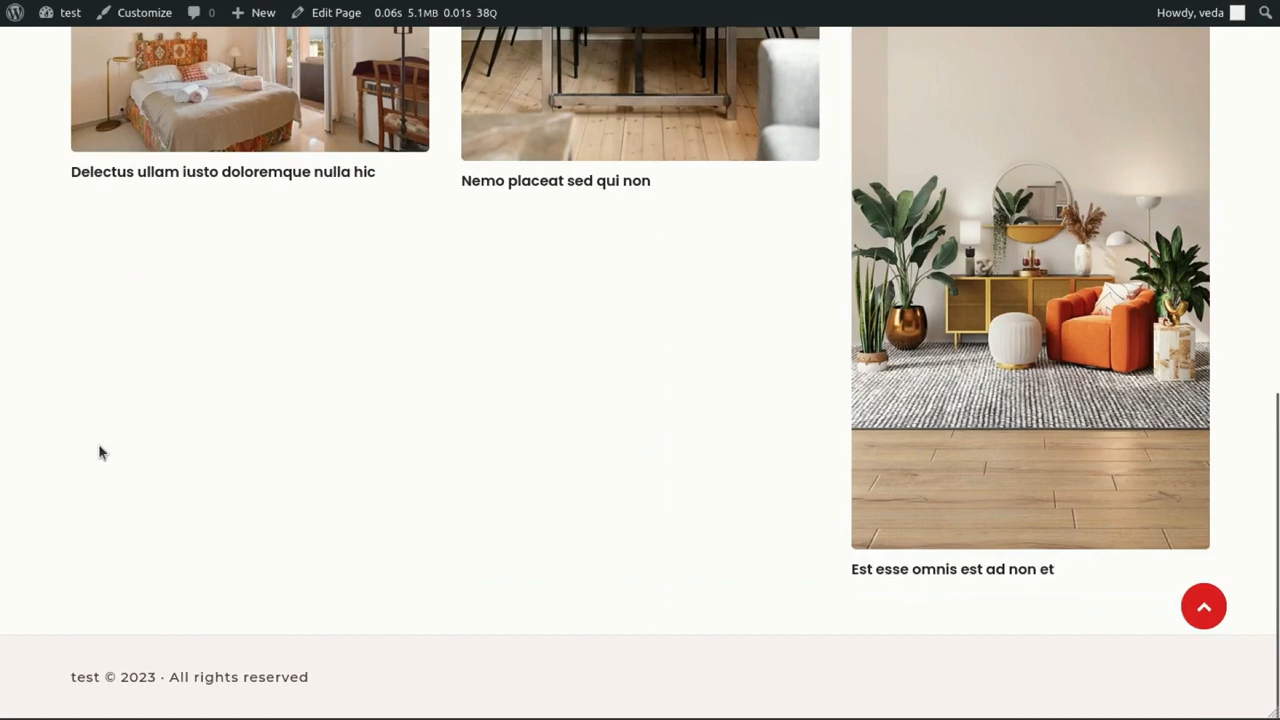 test Customize 0 New Edit Page 0.06s 5.1MB 0.01s 38Q Howdy, veda
Delectus ullam iusto doloremque nulla hic
Nemo placeat sed qui non
Est esse omnis est ad non et
test © 2023 · All rights reserved